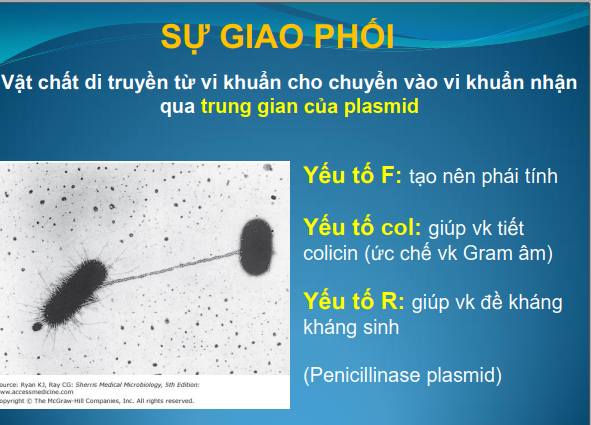 SỰ GIAO PHỐI
Vật chất di truyền từ vi khuẩn cho chuyển vào vi khuẩn nhận
qua trung gian của plasmid
Yếu tố F: tạo nên phái tính
Yếu tố col: giúp vk tiết
colicin (ức chế vk Gram âm)
Yếu tố R: giúp vk đề kháng
kháng sinh
(Penicillinase plasmid)
ource: Ryan KJ, Ray CG: Sherris Medical Microbiology, 5th Edition:
ww.accessmedicine.com
opyright © The McGraw-Hill Companies, Inc. All rights reserved.